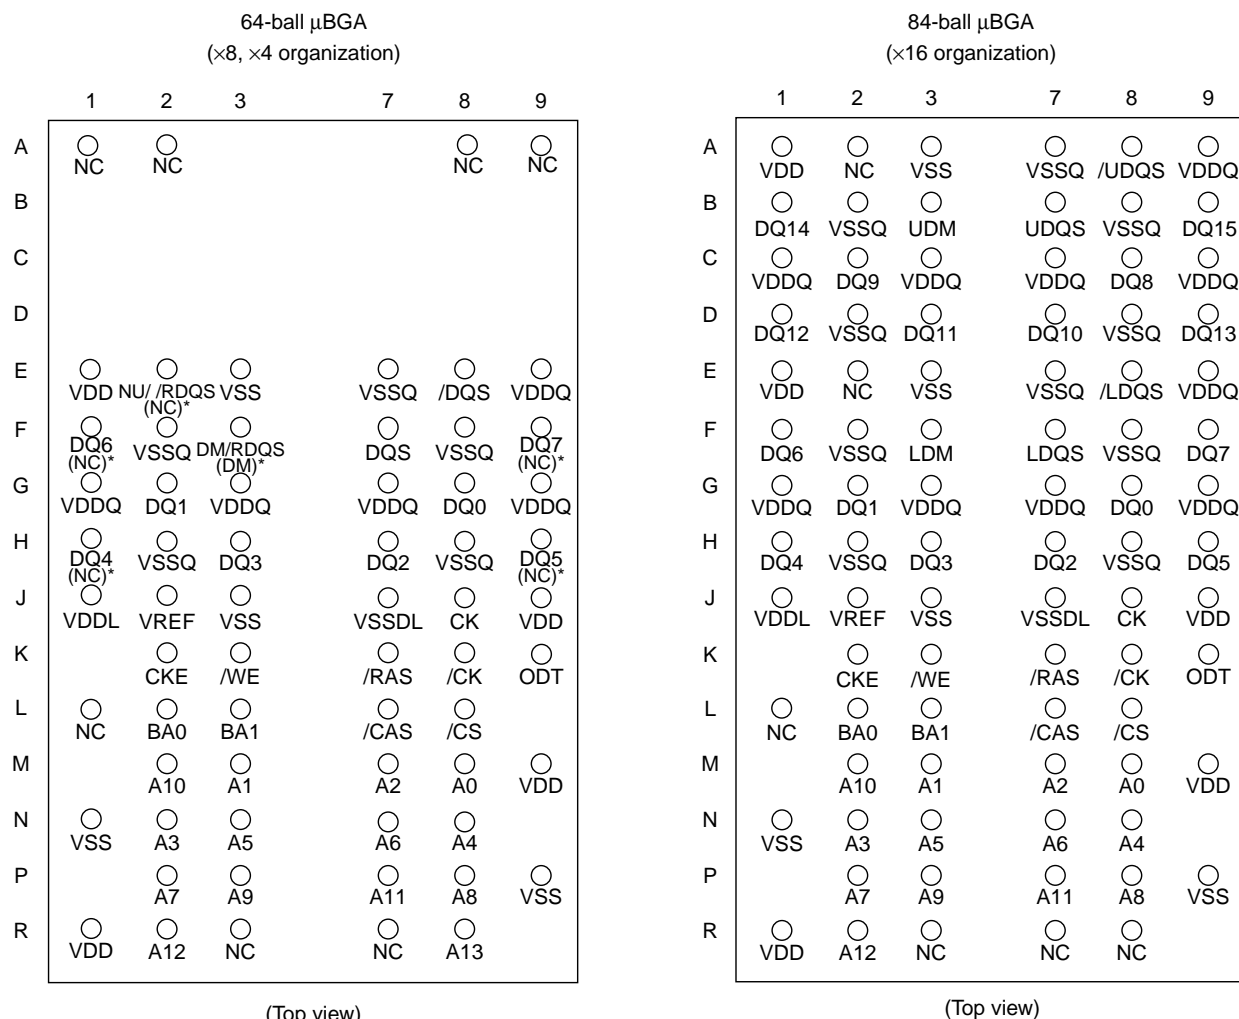 64-ball μBGA
(×8, ×4 organization)
1 2 3 7 8 9
A
NC NC NC NC
B
C
D
E
VDD NU/ /RDQS VSS VSSQ /DQS VDDQ
(NC)*
F
DQ6 VSSQ DM/RDQS DQS VSSQ DQ7
(NC)* (DM)* (NC)*
G
VDDQ DQ1 VDDQ VDDQ DQ0 VDDQ
H
DQ4 VSSQ DQ3 DQ2 VSSQ DQ5
(NC)* (NC)*
J
VDDL VREF VSS VSSDL CK VDD
K
CKE /WE /RAS /CK ODT
L
NC BA0 BA1 /CAS /CS
M
A10 A1 A2 A0 VDD
N
VSS A3 A5 A6 A4
P
A7 A9 A11 A8 VSS
R
VDD A12 NC NC A13
(Top view)
84-ball μBGA
(×16 organization)
1 2 3 7 8 9
A
VDD NC VSS VSSQ /UDQS VDDQ
B
DQ14 VSSQ UDM UDQS VSSQ DQ15
C
VDDQ DQ9 VDDQ VDDQ DQ8 VDDQ
D
DQ12 VSSQ DQ11 DQ10 VSSQ DQ13
E
VDD NC VSS VSSQ /LDQS VDDQ
F
DQ6 VSSQ LDM LDQS VSSQ DQ7
G
VDDQ DQ1 VDDQ VDDQ DQ0 VDDQ
H
DQ4 VSSQ DQ3 DQ2 VSSQ DQ5
J
VDDL VREF VSS VSSDL CK VDD
K
CKE /WE /RAS /CK ODT
L
NC BA0 BA1 /CAS /CS
M
A10 A1 A2 A0 VDD
N
VSS A3 A5 A6 A4
P
A7 A9 A11 A8 VSS
R
VDD A12 NC NC NC
(Top view)